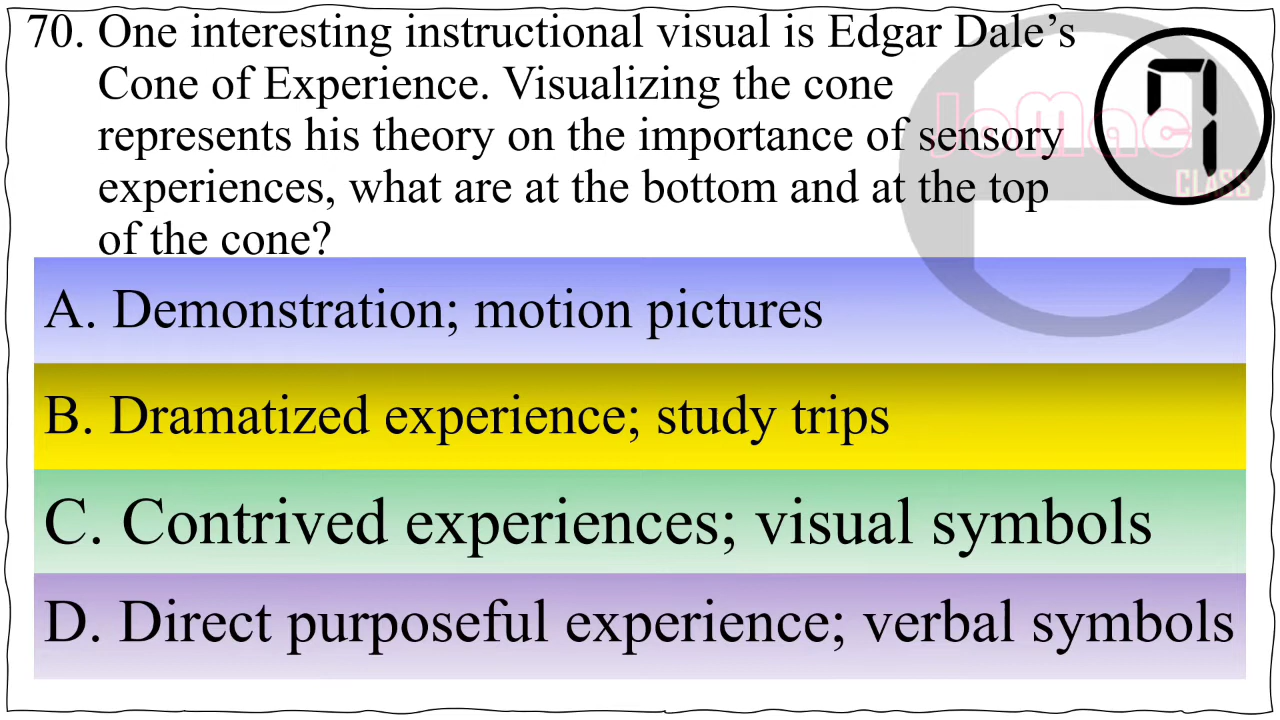 70. One interesting instructional visual is Edgar Dale’s
Cone of Experience. Visualizing the cone
represents his theory on the importance of sensory
experiences, what are at the bottom and at the top
of the cone?
7
JoMac
CLASS
A. Demonstration; motion pictures
B. Dramatized experience; study trips
C. Contrived experiences; visual symbols
D. Direct purposeful experience; verbal symbols